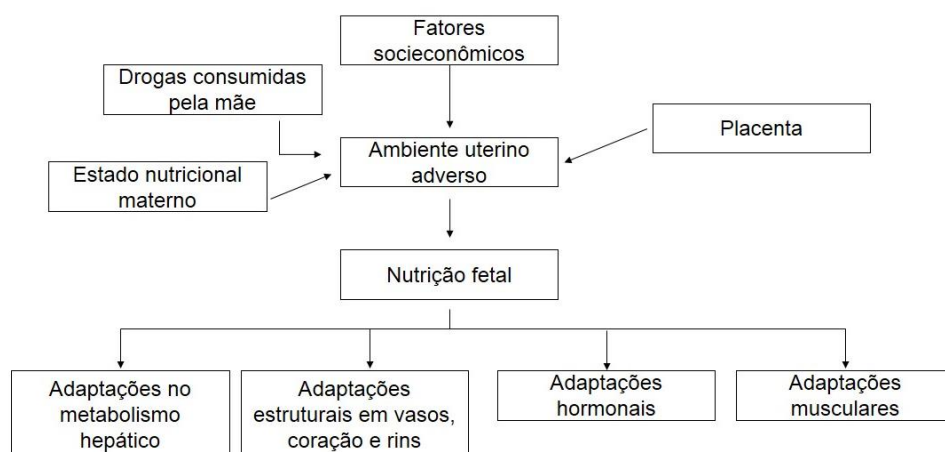 Fatores
socieconômicos
Drogas consumidas
pela mãe
Placenta
Ambiente uterino
adverso
Estado nutricional
materno
Nutrição fetal
Adaptações no
metabolismo
hepático
Adaptações
estruturais em vasos,
coração e rins
Adaptações
hormonais
Adaptações
musculares